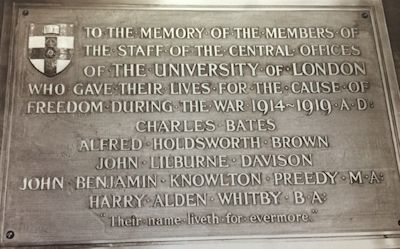 TO·THE·MEMORY·OF·THE·MEMBERS·OF
THE·STAFF·OF·THE·CENTRAL·OFFICES
OF·THE·UNIVERSITY·OF·LONDON
WHO·GAVE·THEIR·LIVES·FOR·THE·CAUSE·OF
FREEDOM·DURING·THE·WAR·1914~1919·A·D:
CHARLES·BATES
ALFRED·HOLDSWORTH·BROWN
JOHN·LILBURNE·DAVISON
JOHN·BENJAMIN·KNOWLTON·PREEDY·M·A:
HARRY·ALDEN·WHITBY·B·A:
"Their·name·liveth·for·evermore."